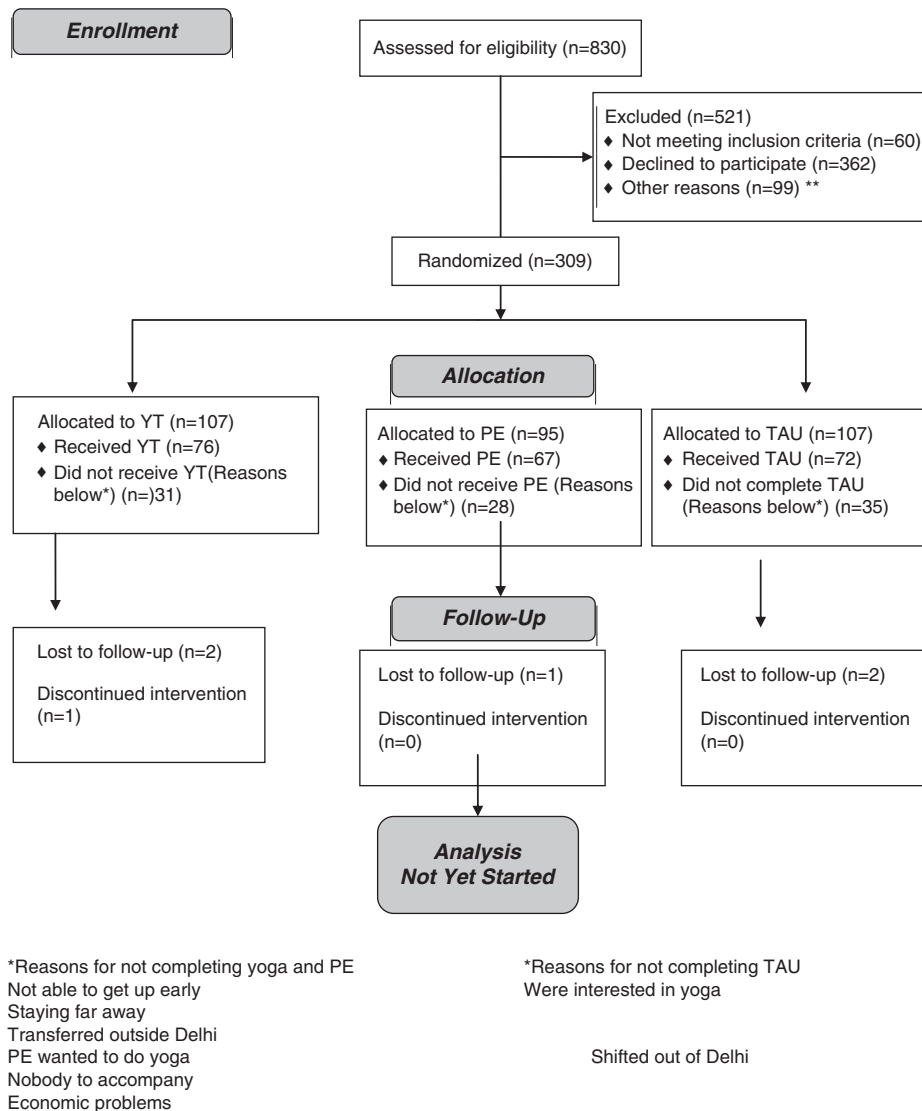 Enrollment
Assessed for eligibility (n=830)
Excluded (n=521)
♦ Not meeting inclusion criteria (n=60)
♦ Declined to participate (n=362)
♦ Other reasons (n=99) **
Randomized (n=309)
Allocation
Allocated to YT (n=107)
♦ Received YT (n=76)
♦ Did not receive YT(Reasons
below*) (n=)31)
Allocated to PE (n=95)
♦ Received PE (n=67)
♦ Did not receive PE (Reasons
below*) (n=28)
Allocated to TAU (n=107)
♦ Received TAU (n=72)
♦ Did not complete TAU
(Reasons below*) (n=35)
Follow-Up
Lost to follow-up (n=2)
Discontinued intervention
(n=1)
Lost to follow-up (n=1)
Discontinued intervention
(n=0)
Lost to follow-up (n=2)
Discontinued intervention
(n=0)
Analysis
Not Yet Started
*Reasons for not completing yoga and PE
Not able to get up early
Staying far away
Transferred outside Delhi
PE wanted to do yoga
Nobody to accompany
Economic problems
*Reasons for not completing TAU
Were interested in yoga
Shifted out of Delhi